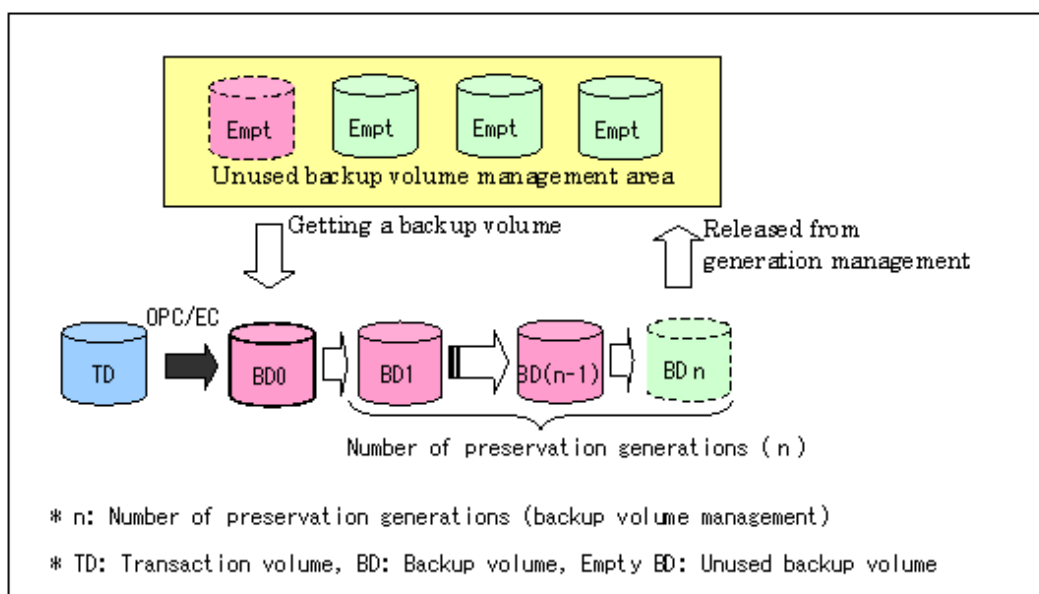 Empt Empt Empt Empt
Unused backup volume management area
Getting a backup volume
Released from
generation management
OPC/EC
TD BD0 BD1 BD(n-1) BDn
Number of preservation generations (n)
* n: Number of preservation generations (backup volume management)
* TD: Transaction volume, BD: Backup volume, Empty BD: Unused backup volume